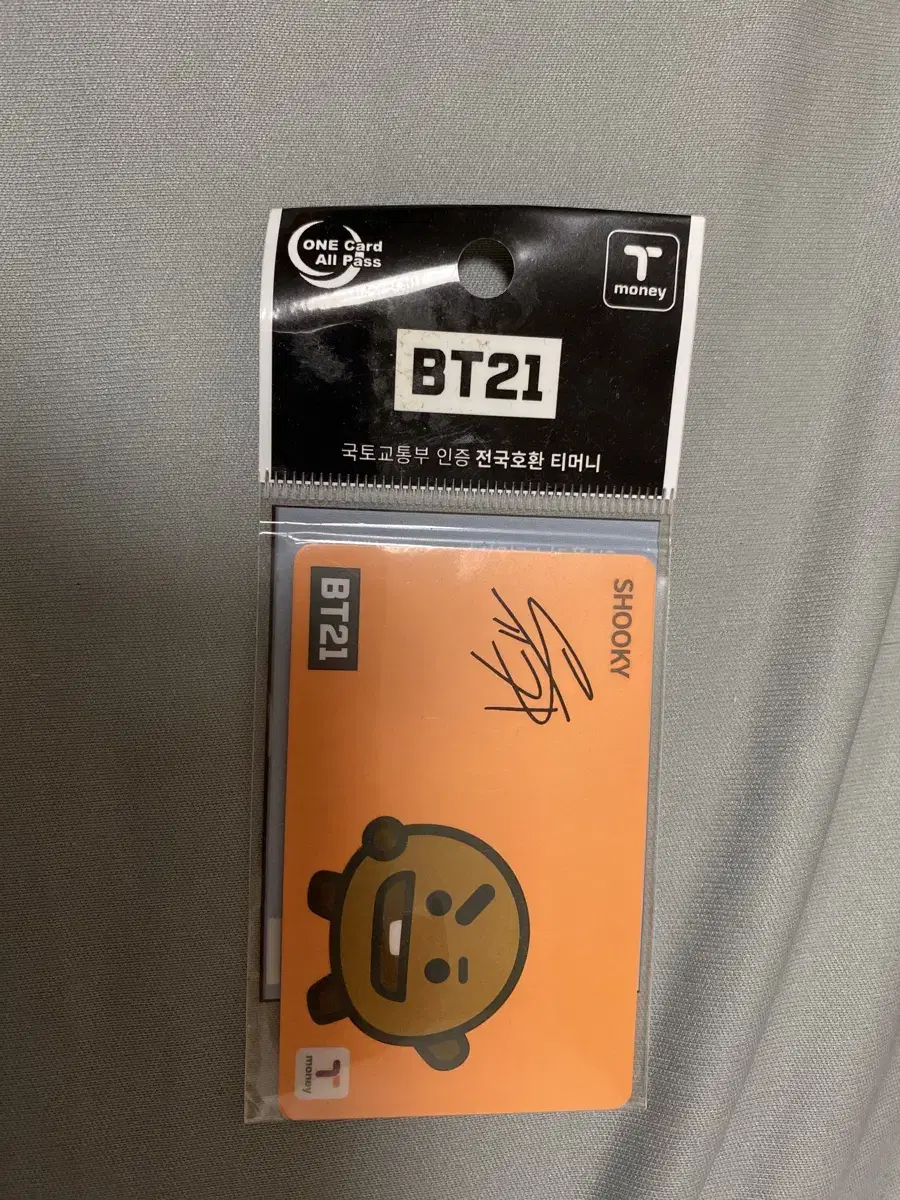 ONE Card
All Pass
T
money
BT21
국토교통부 인증 전국호환 티머니
SHOOKY
BT21
T
money